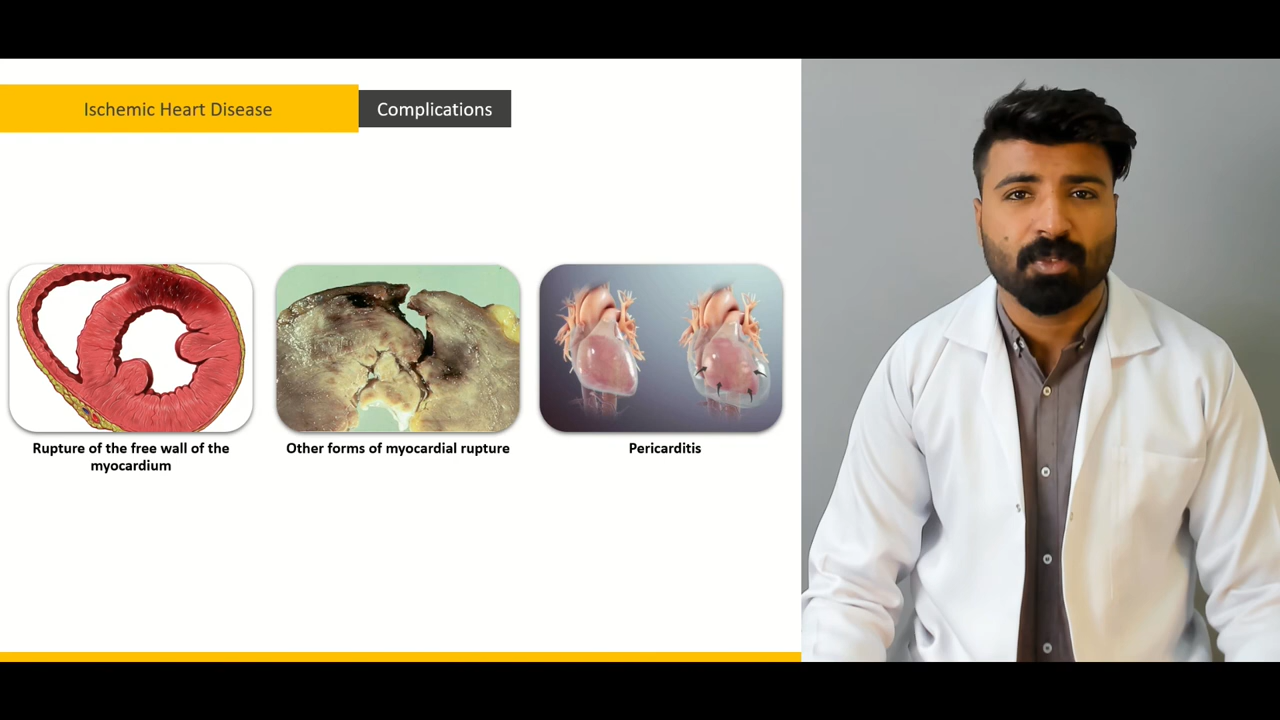 Ischemic Heart Disease
Complications
Rupture of the free wall of the
myocardium
Other forms of myocardial rupture
Pericarditis